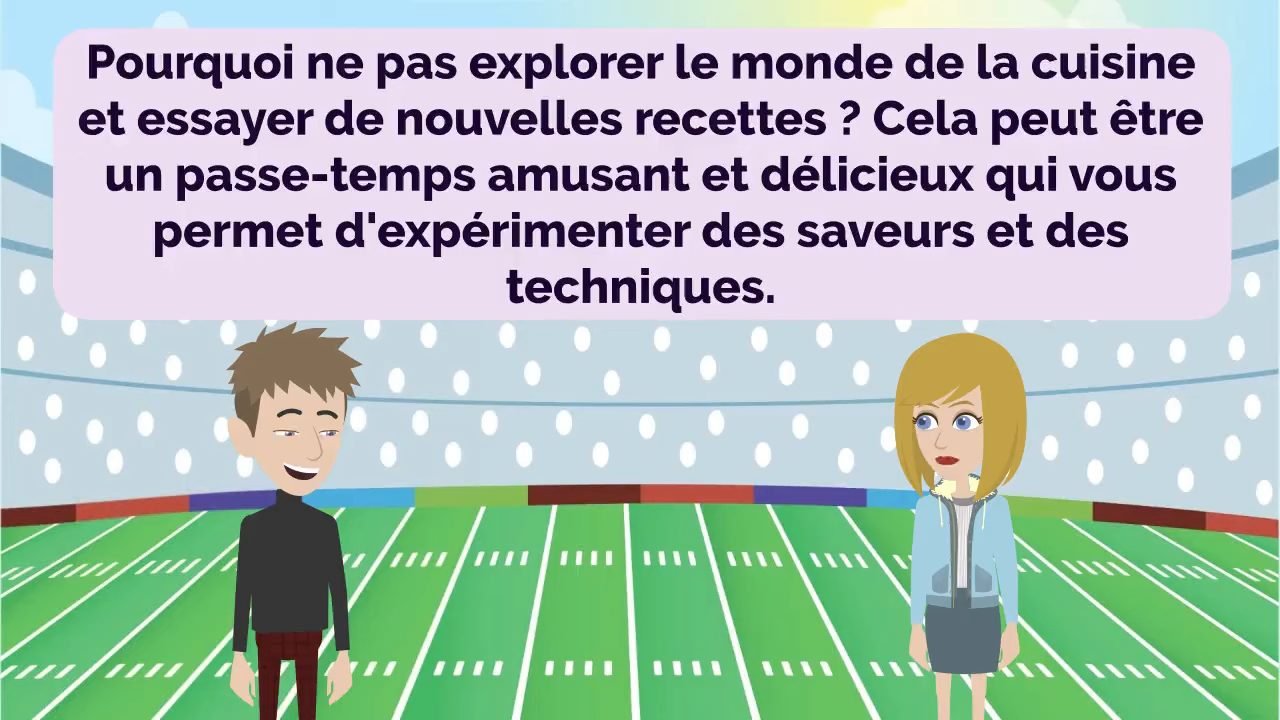 Pourquoi ne pas explorer le monde de la cuisine
et essayer de nouvelles recettes ? Cela peut être
un passe-temps amusant et délicieux qui vous
permet d'expérimenter des saveurs et des
techniques.